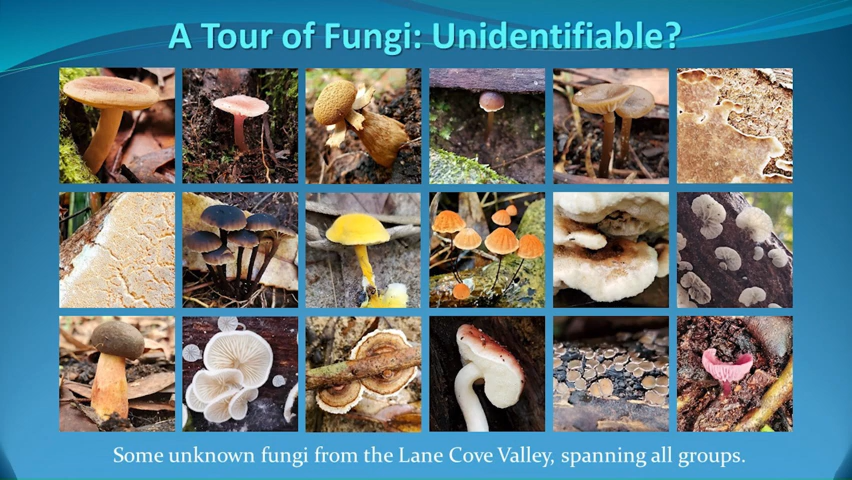 A Tour of Fungi: Unidentifiable?
Some unknown fungi from the Lane Cove Valley, spanning all groups.